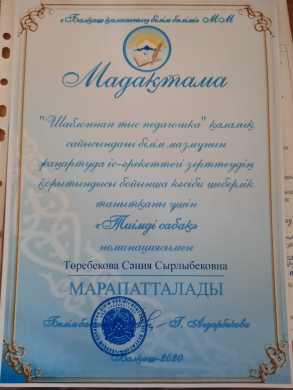 «Балқаш қаласының білім бөлімі» ММ
Мадақтама
"Шаблоннан тыс педагогика" қалалық
сайысындағы білім мазмұнын
жаңартуда іс-әрекеттегі зерттеудің
қорытындысы бойынша кәсіби шеберлік
танытқаны үшін
«Тиімді сабақ»
номинациясымен
Төребекова Сәния Сырлыбековна
МАРАПАТТАЛАДЫ
Білім
Балқаш-2020